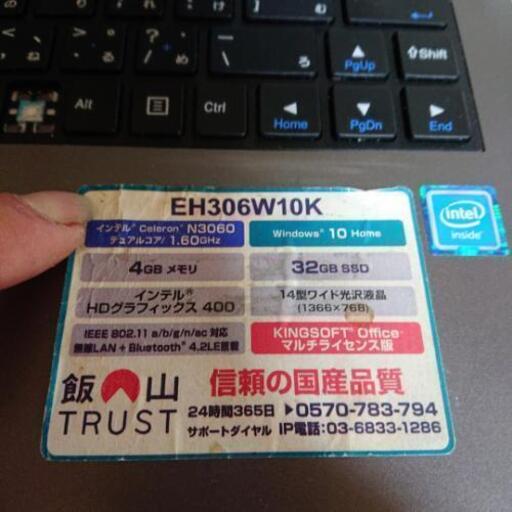 ね
る
め
ろ
↑Shift
PgUp
Alt
Ctrl
Home
PgDn
End
EH306W10K
インテル® Celeron® N3060
デュアルコア/ 1.60GHz
Windows® 10 Home
4GB メモリ
32GB SSD
インテル®
HDグラフィックス 400
14型ワイド光沢液晶
(1366×768)
IEEE 802.11 a/b/g/n/ac 対応
無線LAN + Bluetooth® 4.2LE搭載
KINGSOFT® Office
マルチライセンス版
飯山
TRUST
信頼の国産品質
24時間365日 ▶0570-783-794
サポートダイヤル IP電話:03-6833-1286
intel
inside